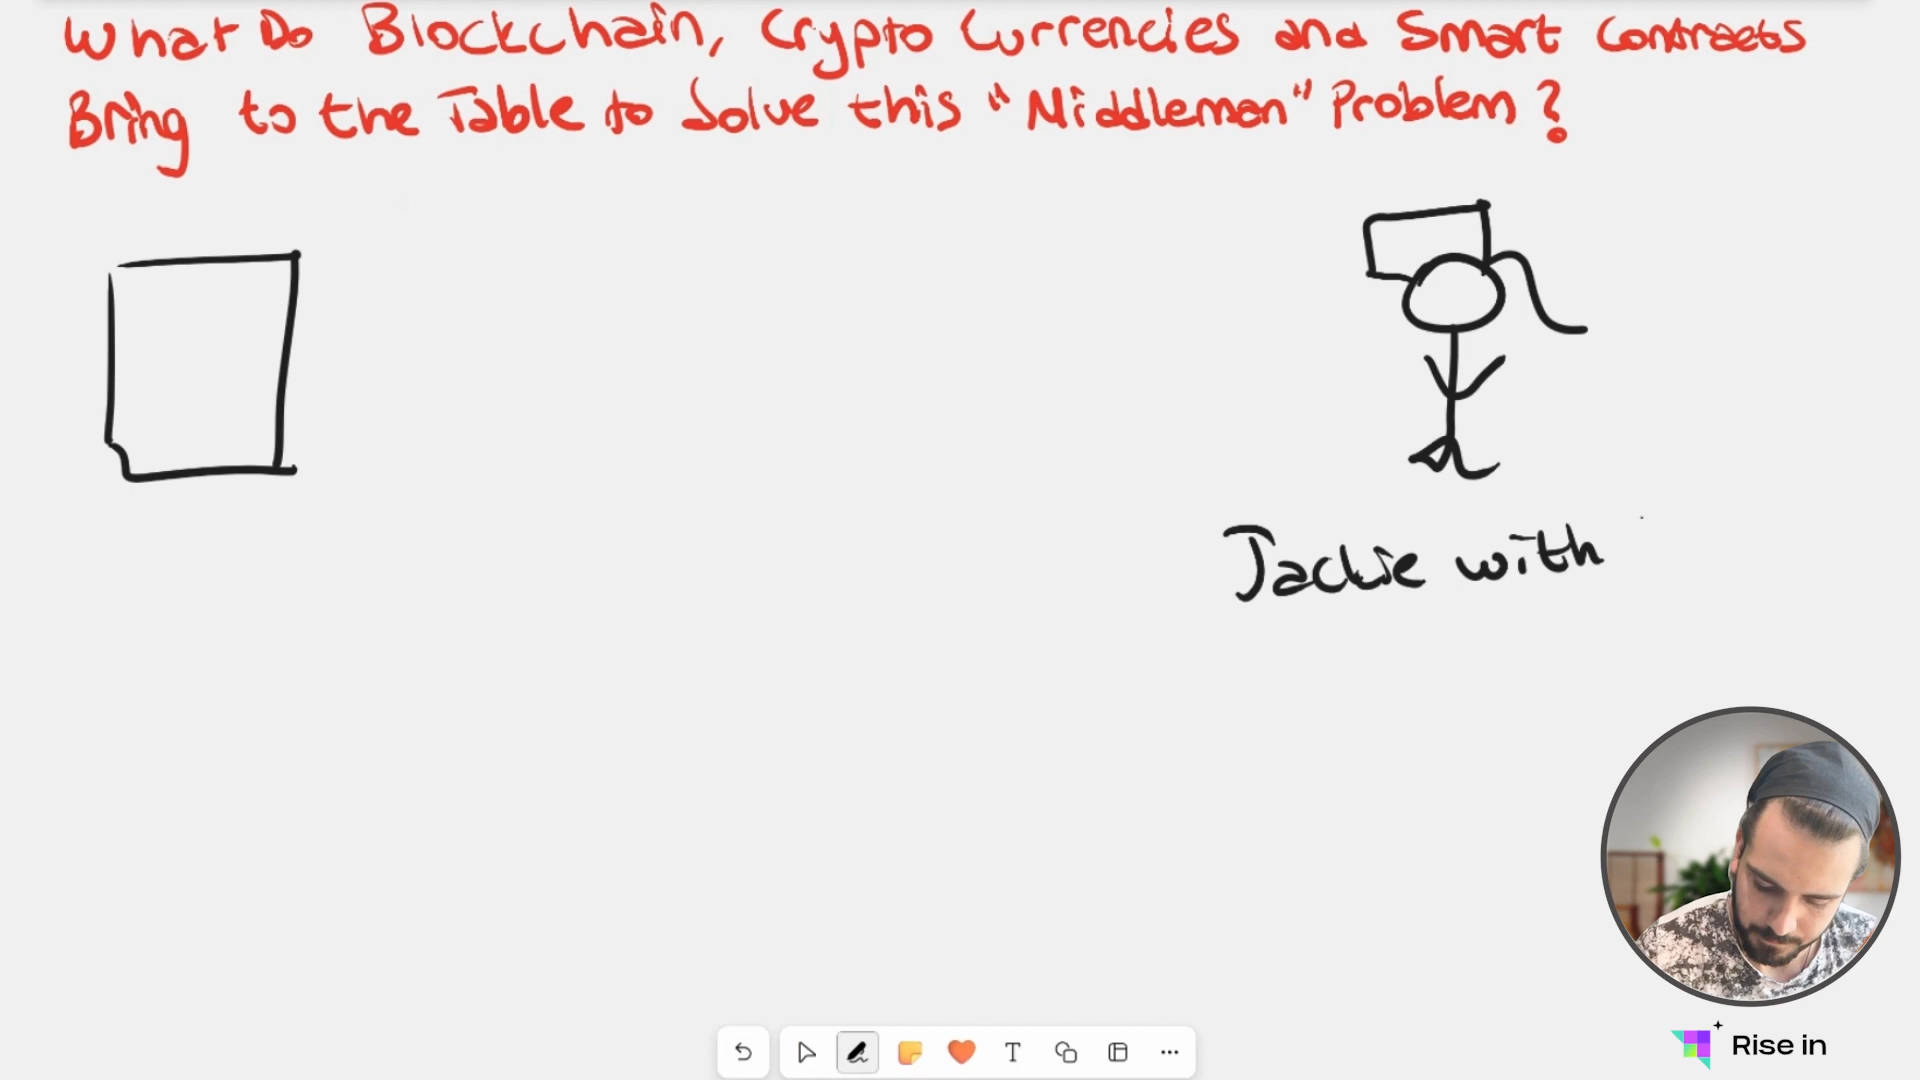 What Do Blockchain, Crypto Currencies and Smart Contracts
Bring to the Table to Solve this "Middleman" Problem?
Jackie with
T
Rise in